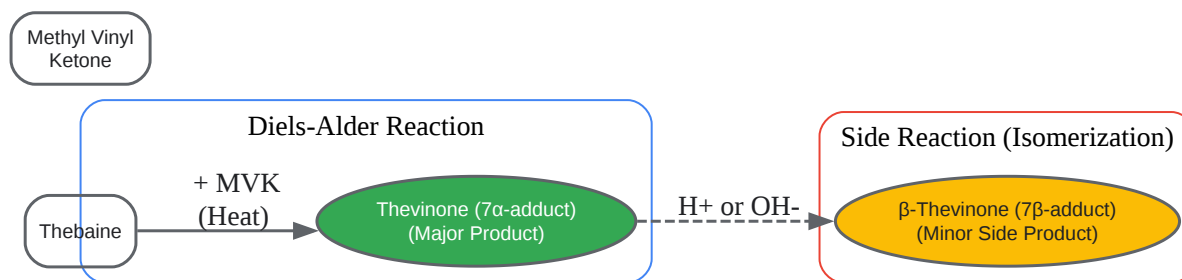 Methyl Vinyl
Ketone
Diels-Alder Reaction
Side Reaction (Isomerization)
+ MVK
(Heat)
Thebaine
Thevinone (7α-adduct)
(Major Product)
H+ or OH-
β-Thevinone (7β-adduct)
(Minor Side Product)